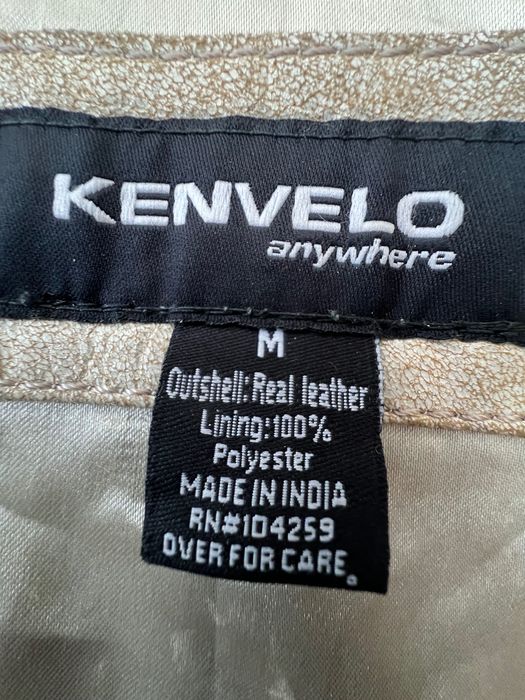 KENVELO
anywhere
M
Outshell: Real leather
Lining:100%
Polyester
MADE IN INDIA
RN#104259
OVER FOR CARE.